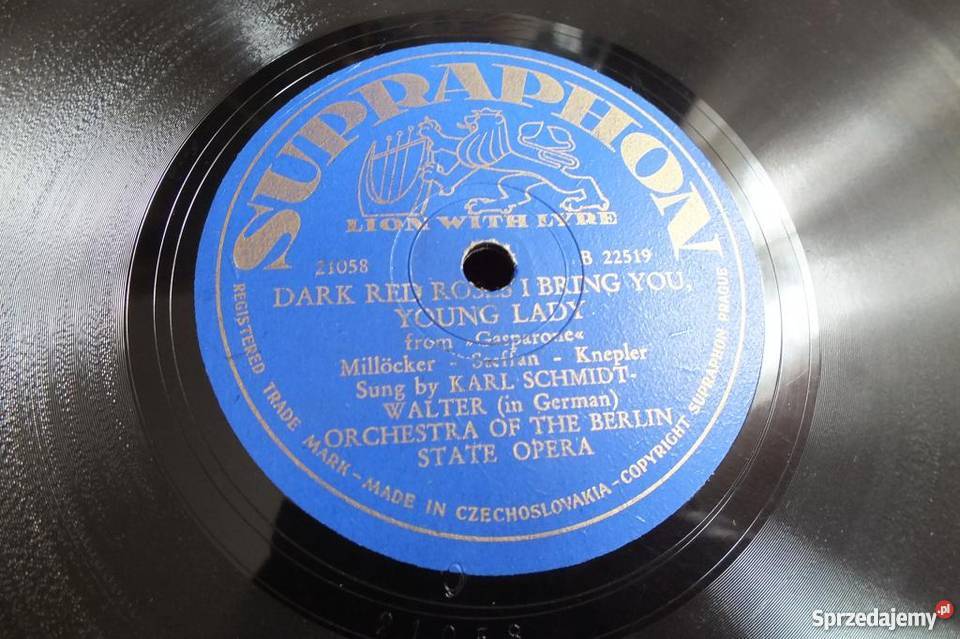 SUPRAPHON
LION WITH LYRE
21058 B 22519
DARK RED ROSES I BRING YOU,
YOUNG LADY
from »Gasparone«
Millöcker - Steffan - Knepler
Sung by KARL SCHMIDT-
WALTER (in German)
ORCHESTRA OF THE BERLIN
STATE OPERA
REGISTERED TRADE MARK – MADE IN CZECHOSLOVAKIA – COPYRIGHT SUPRAPHON PRAGUE
Sprzedajemy.pl